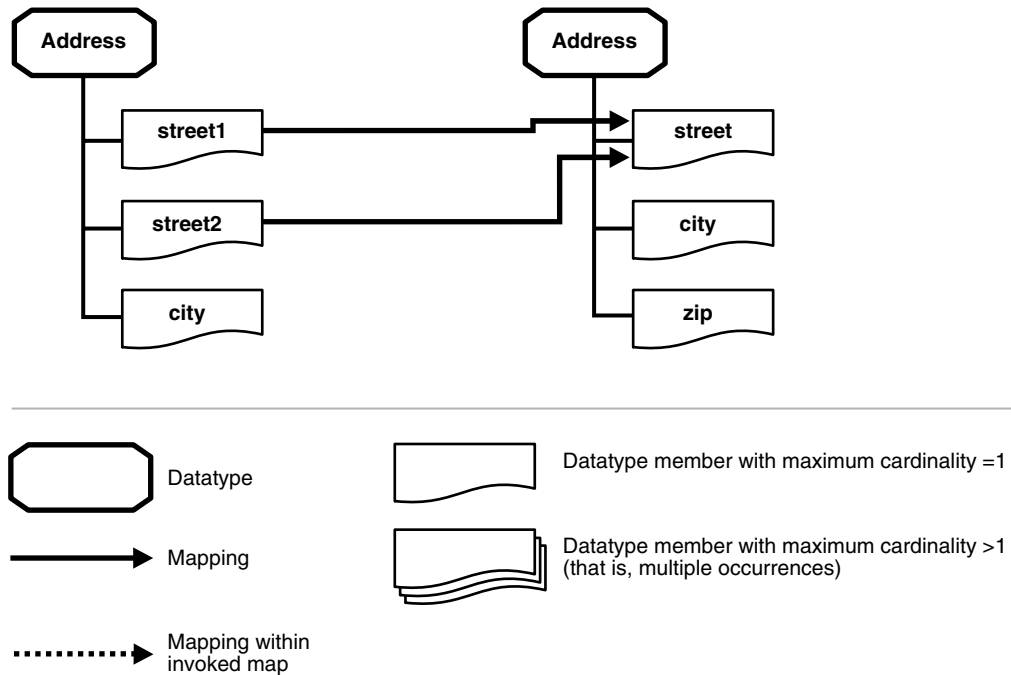 Address
Address
street1
street
street2
city
city
zip
Datatype
Datatype member with maximum cardinality =1
Mapping
Datatype member with maximum cardinality >1
(that is, multiple occurrences)
Mapping within
invoked map